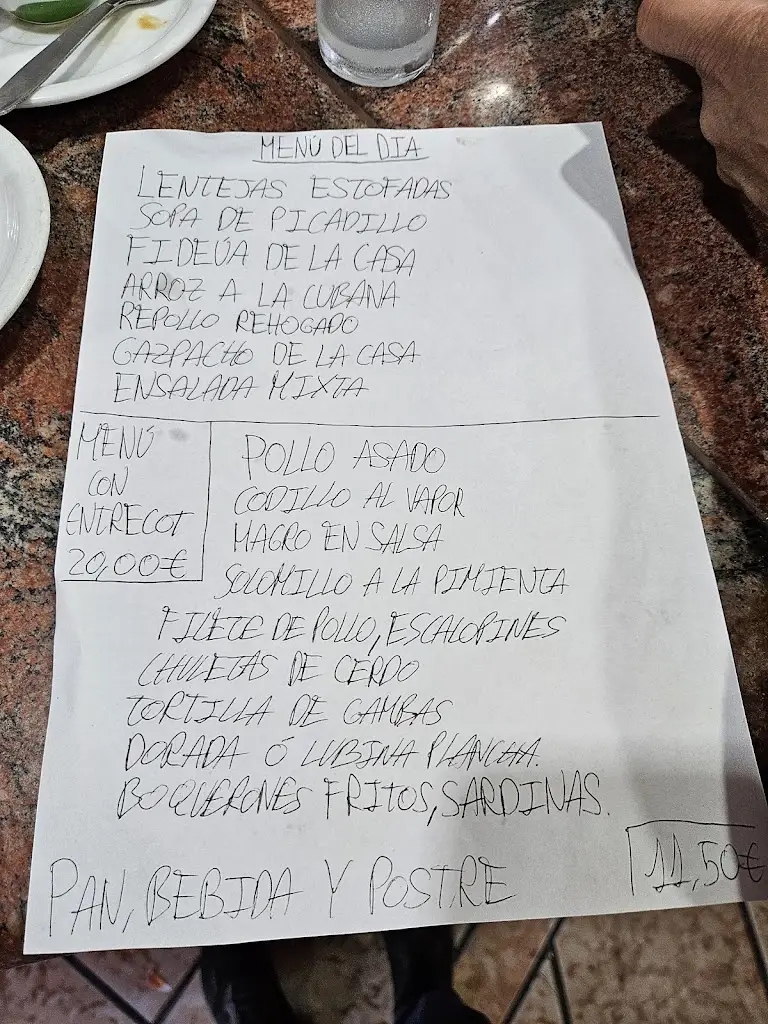 MENÚ DEL DIA
LENTEJAS ESTOFADAS
SOPA DE PICADILLO
FIDEÚA DE LA CASA
ARROZ A LA CUBANA
REPOLLO REHOGADO
GAZPACHO DE LA CASA
ENSALADA MIXTA
MENÚ
CON
ENTRECOT
20,00€
POLLO ASADO
CODILLO AL VAPOR
MAGRO EN SALSA
SOLOMILLO A LA PIMIENTA
FILETE DE POLLO, ESCALOPINES
CHULETAS DE CERDO
TORTILLA DE GAMBAS
DORADA Ó LUBINA PLANCHA.
BOQUERONES FRITOS, SARDINAS.
PAN, BEBIDA Y POSTRE
11,50€